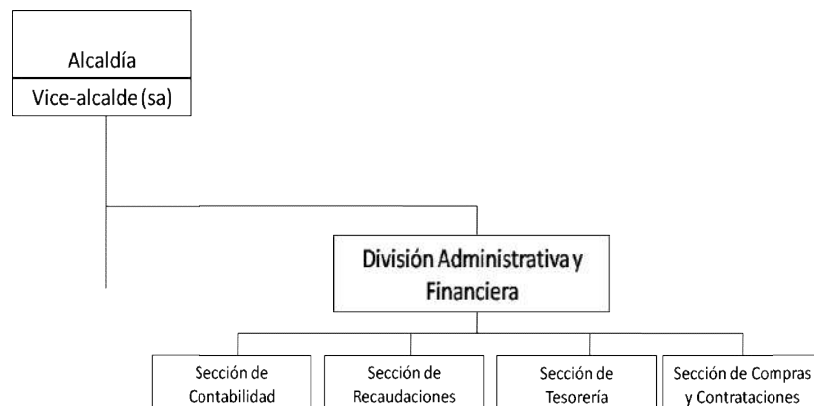 Alcaldía
Vice-alcalde (sa)
División Administrativa y
Financiera
Sección de
Contabilidad
Sección de
Recaudaciones
Sección de
Tesorería
Sección de Compras
y Contrataciones